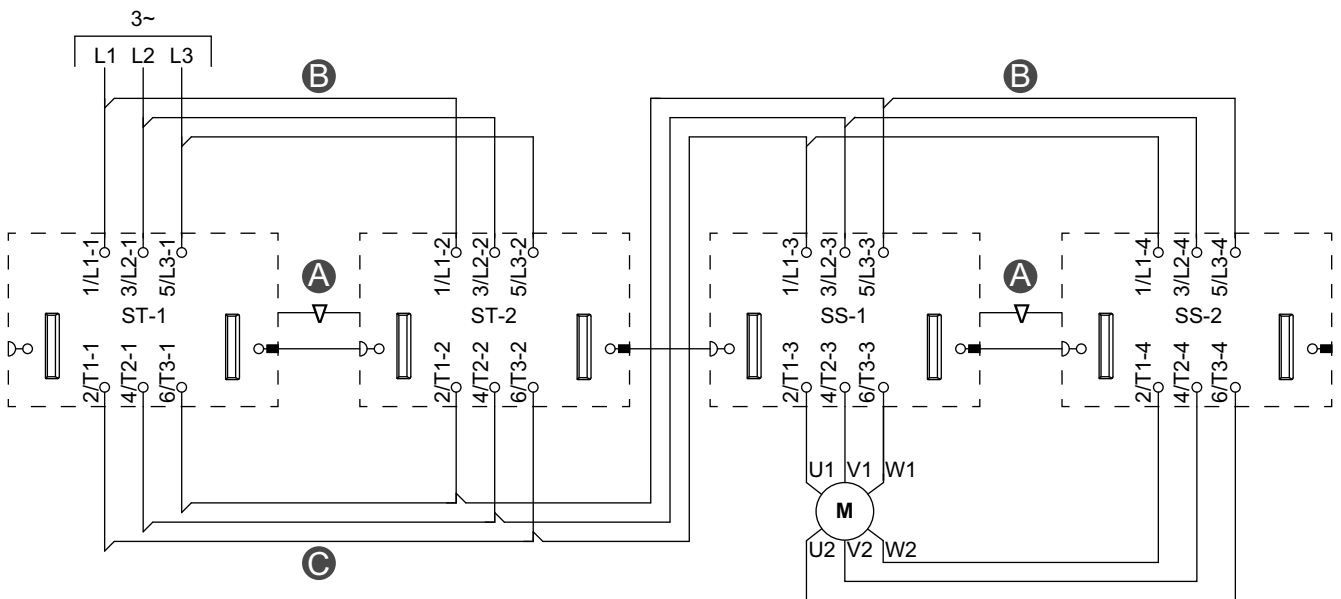 3~
L1 L2 L3
B B
1/L1-1 3/L2-1 5/L3-1 1/L1-2 3/L2-2 5/L3-2 1/L1-3 3/L2-3 5/L3-3 1/L1-4 3/L2-4 5/L3-4
A A
ST-1 ST-2 SS-1 SS-2
2/T1-1 4/T2-1 6/T3-1 2/T1-2 4/T2-2 6/T3-2 2/T1-3 4/T2-3 6/T3-3 2/T1-4 4/T2-4 6/T3-4
U1 V1 W1
M
U2 V2 W2
C